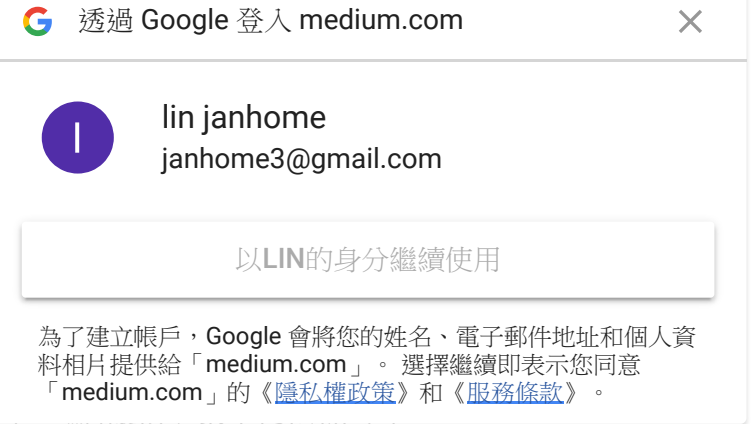 透過 Google 登入 medium.com
l
lin janhome
janhome3@gmail.com
以LIN的身分繼續使用
為了建立帳戶，Google 會將您的姓名、電子郵件地址和個人資
料相片提供給「medium.com」。 選擇繼續即表示您同意
「medium.com」的《隱私權政策》和《服務條款》。